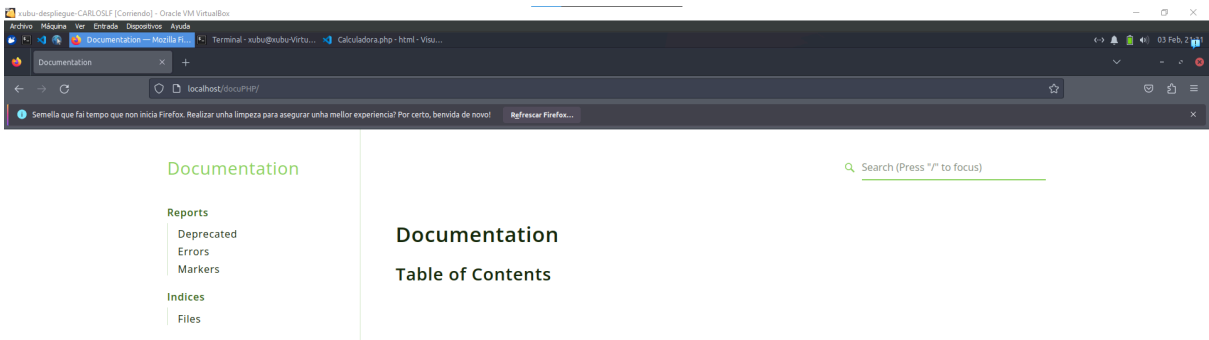 xubu-despliegue-CARLOSLF [Corriendo] - Oracle VM VirtualBox
Archivo Máquina Ver Entrada Dispositivos Ayuda
Documentation — Mozilla Fi... Terminal - xubu@xubu-Virtu... Calculadora.php - html - Visu... 03 Feb,
Documentation
localhost/docuPHP/
Semella que fai tempo que non inicia Firefox. Realizar unha limpeza para asegurar unha mellor experiencia? Por certo, benvida de novo! Refrescar Firefox...
Documentation
Search (Press "/" to focus)
Reports
Deprecated
Errors
Markers
Indices
Files
Documentation
Table of Contents